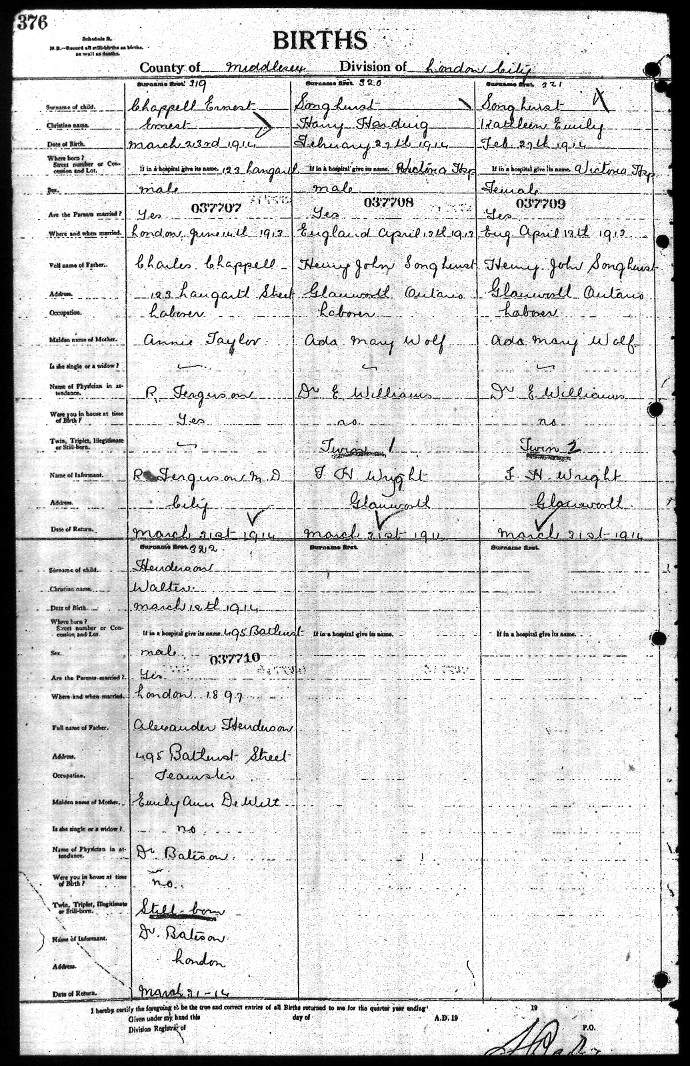 376
Schedule B.
N.B.—Record all still-births as births, as well as deaths.
BIRTHS
County of Middlesex Division of London City
Surname first. 319 Surname first. 320 Surname first. 321
Surname of child. Chappell Ernest Songhurst Songhurst
Christian name. Ernest Harry Harding Kathleen Emily
Date of Birth. March 23rd 1914 February 27th 1914 Feb. 27th 1914
Where born? Street number or Concession and Lot. If in a hospital give its name. 123 Langarth If in a hospital give its name. Victoria Hsp If in a hospital give its name. Victoria Hsp
Sex. male male Female
037707 037708 037709
Are the Parents married? Yes Yes Yes
Where and when married. London June 1913 England April 12th 1913 Eng April 12th 1913
Full name of Father. Charles Chappell Henry John Songhurst Henry John Songhurst
Address. 123 Langarth Street Glanworth Ontario Glanworth Ontario
Occupation. Laborer Laborer Laborer
Maiden name of Mother. Annie Taylor Ada Mary Wolf Ada Mary Wolf
Is she single or a widow?
Name of Physician in attendance. R. Ferguson Dr E Williams Dr E Williams
Were you in house at time of Birth? Yes no no
Twin, Triplet, Illegitimate or Still-born. Twins 1 Twin 2
Name of Informant. R Ferguson M.D F H Wright F H Wright
Address. City Glanworth Glanworth
Date of Return. March 21st 1914 March 21st 1914 March 21st 1914
Surname first. 322 Surname first. Surname first.
Surname of child. Henderson
Christian name. Walter
Date of Birth. March 12th 1914
Where born? Street number or Concession and Lot. If in a hospital give its name. 495 Bathurst If in a hospital give its name. If in a hospital give its name.
Sex. male
037710
Are the Parents married? Yes
Where and when married. London 1897
Full name of Father. Alexander Henderson
Address. 495 Bathurst Street
Occupation. Teamster
Maiden name of Mother. Emily Ann DeWitt
Is she single or a widow? no
Name of Physician in attendance. Dr. Bateson
Were you in house at time of Birth? no.
Twin, Triplet, Illegitimate or Still-born. Still-born
Name of Informant. Dr. Bateson
Address. London
Date of Return. March 21-14
I hereby certify the foregoing to be the true and correct entries of all Births returned to me for the quarter year ending 19
Given under my hand this day of A.D. 19
Division Registrar of P.O.